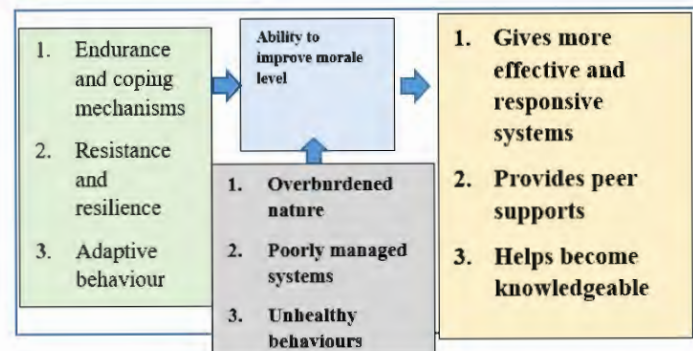 1. Endurance
and coping
mechanisms
2. Resistance
and
resilience
3. Adaptive
behaviour
Ability to
improve morale
level
1. Overburdened
nature
2. Poorly managed
systems
3. Unhealthy
behaviours
1. Gives more
effective and
responsive
systems
2. Provides peer
supports
3. Helps become
knowledgeable